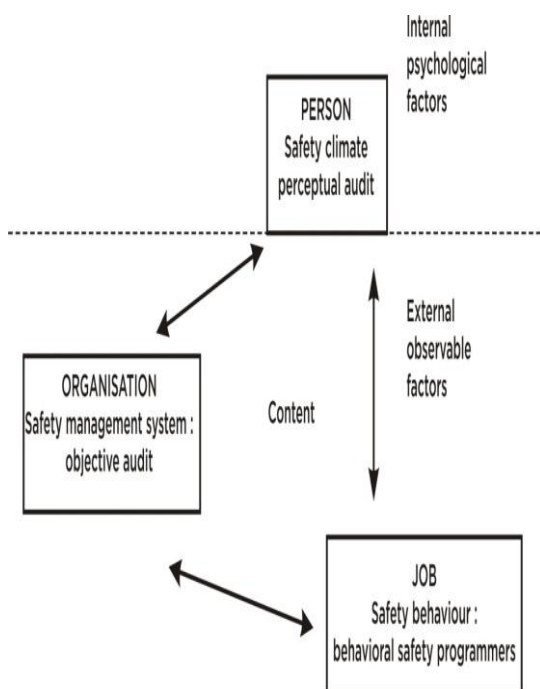 Internal
psychological
factors
PERSON
Safety climate
perceptual audit
External
observable
factors
ORGANISATION
Safety management system :
objective audit
Content
JOB
Safety behaviour :
behavioral safety programmers